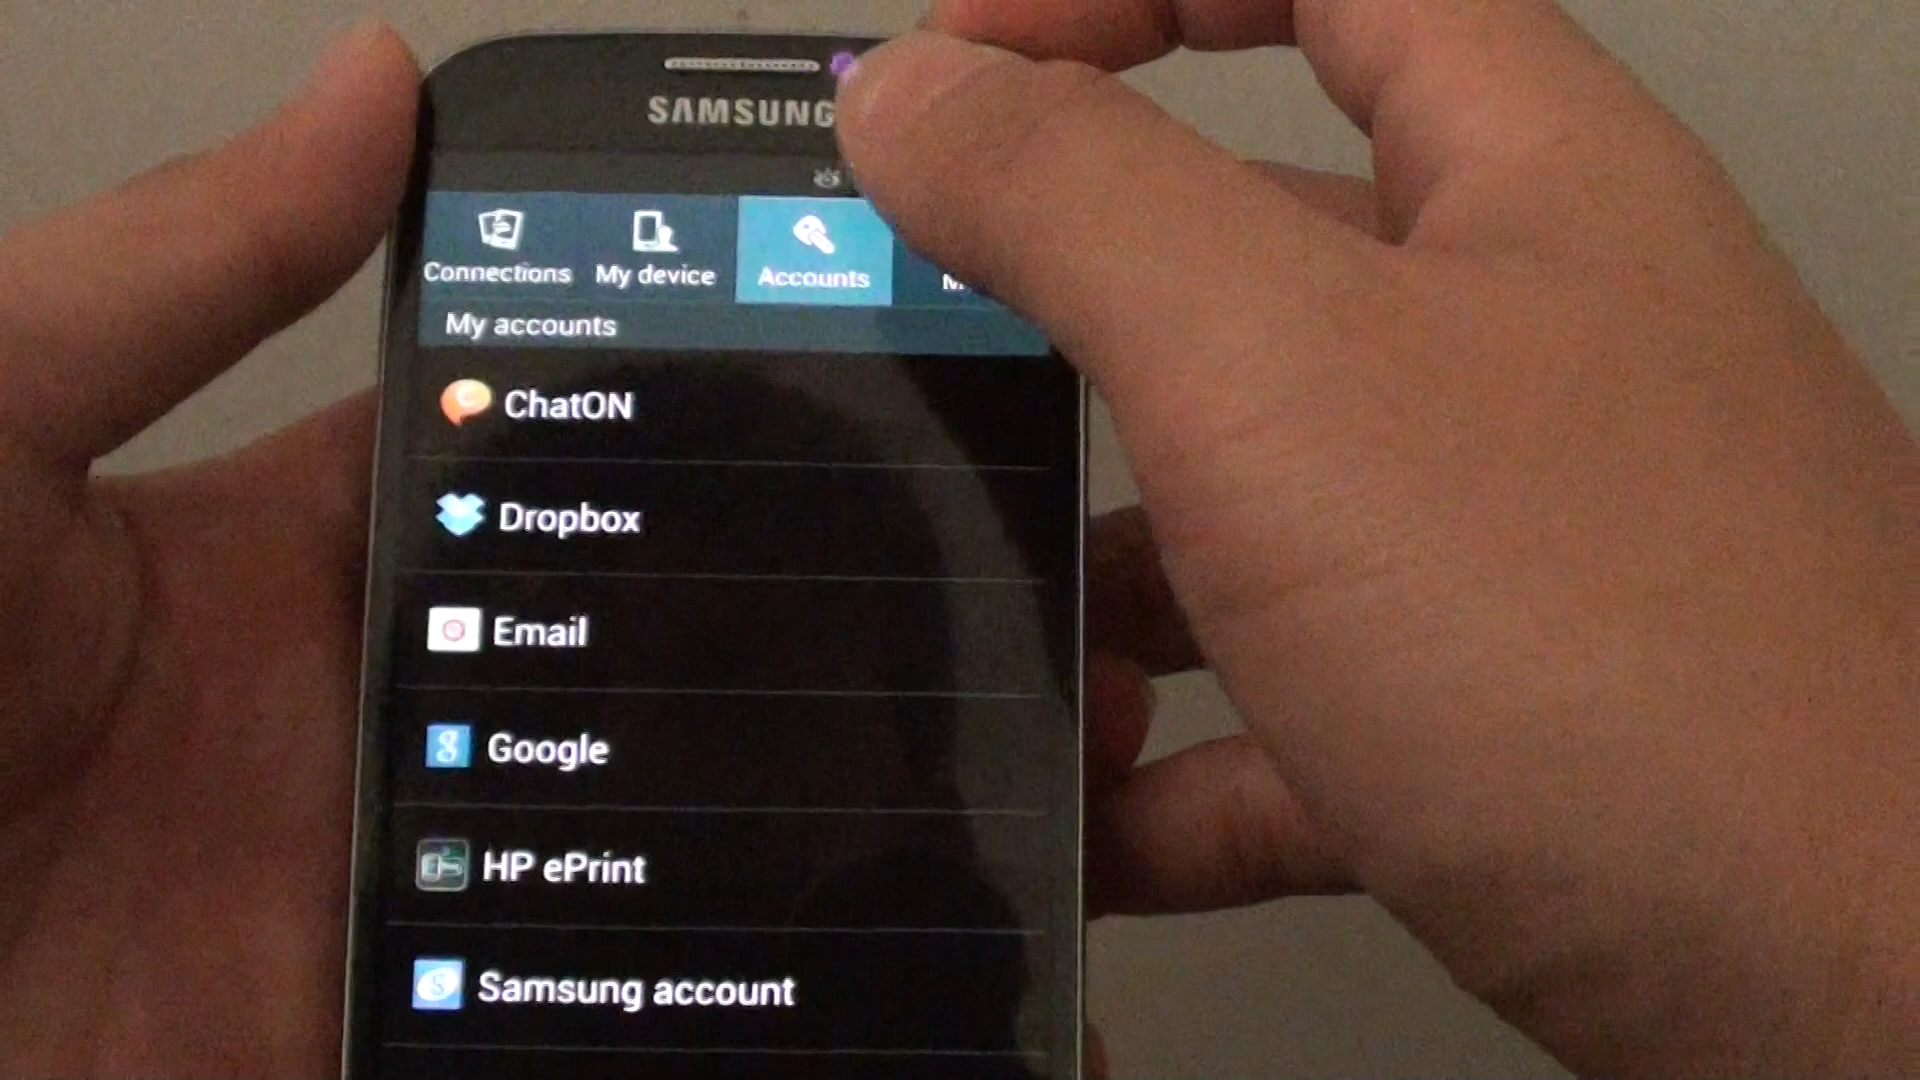 SAMSUNG
Connections
My device
Accounts
My accounts
ChatON
Dropbox
Email
Google
HP ePrint
Samsung account